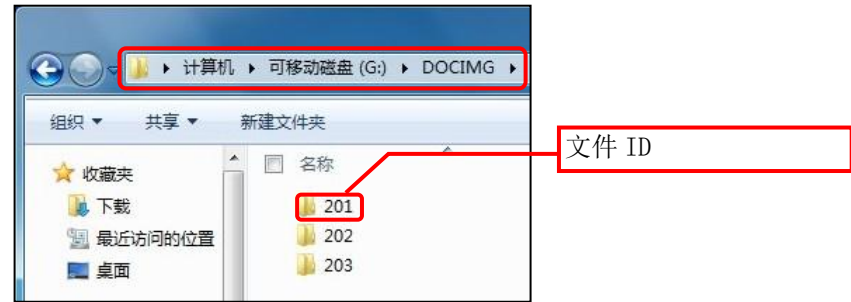 计算机 可移动磁盘 (G:) DOCIMG
组织 共享 新建文件夹
收藏夹
下载
最近访问的位置
桌面
名称
201
202
203
文件 ID